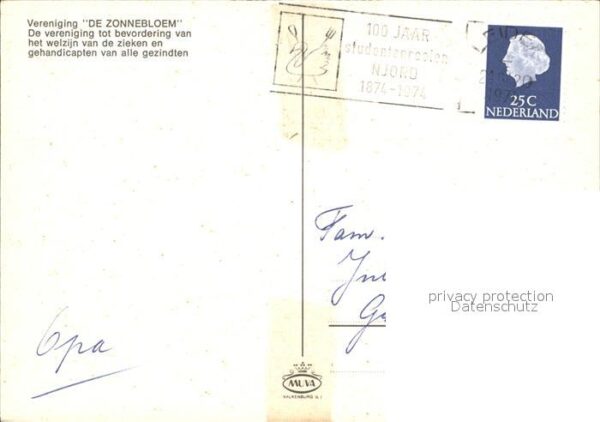 Vereniging "DE ZONNEBLOEM"
De vereniging tot bevordering van
het welzijn van de zieken en
gehandicapten van alle gezindten
100 JAAR
studentenroeien
NJORD
1874-1974
25 C
NEDERLAND
Fam.
privacy protection
Datenschutz
Opa
MUVA
VALKENBURG